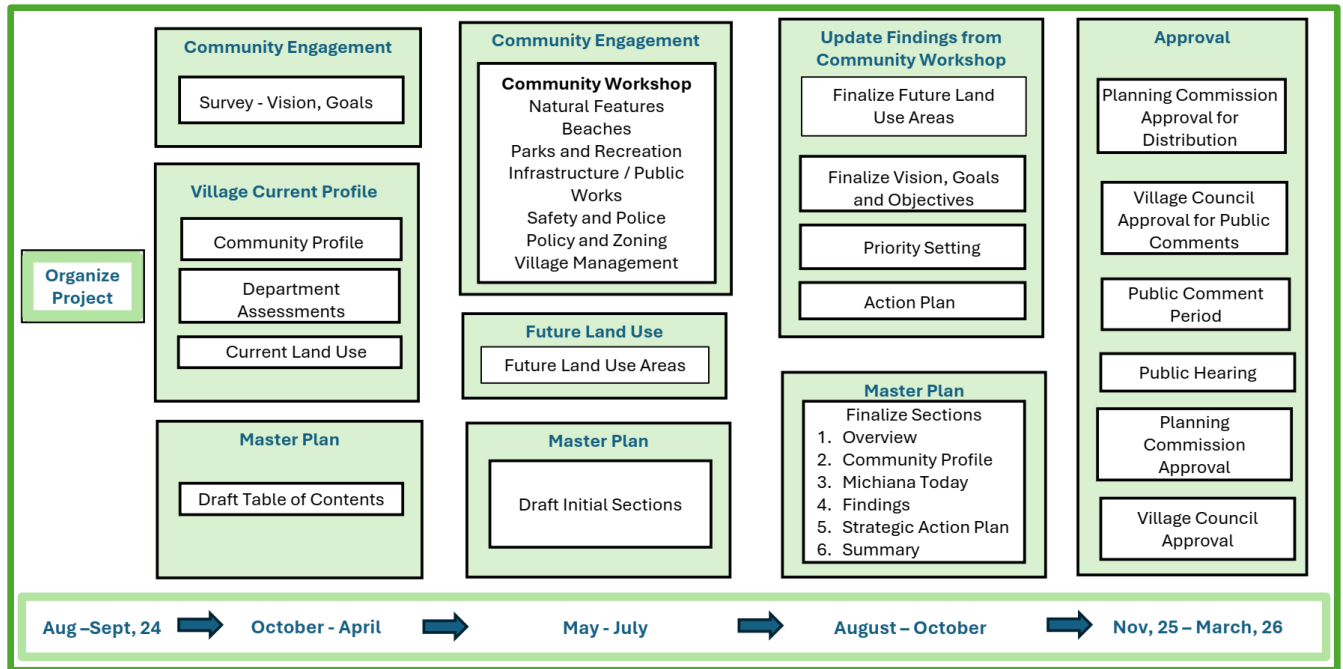 Organize
Project
Community Engagement
Survey - Vision, Goals
Village Current Profile
Community Profile
Department
Assessments
Current Land Use
Master Plan
Draft Table of Contents
Community Engagement
Community Workshop
Natural Features
Beaches
Parks and Recreation
Infrastructure / Public
Works
Safety and Police
Policy and Zoning
Village Management
Future Land Use
Future Land Use Areas
Master Plan
Draft Initial Sections
Update Findings from
Community Workshop
Finalize Future Land
Use Areas
Finalize Vision, Goals
and Objectives
Priority Setting
Action Plan
Master Plan
Finalize Sections
1. Overview
2. Community Profile
3. Michiana Today
4. Findings
5. Strategic Action Plan
6. Summary
Approval
Planning Commission
Approval for
Distribution
Village Council
Approval for Public
Comments
Public Comment
Period
Public Hearing
Planning
Commission
Approval
Village Council
Approval
Aug –Sept, 24
October - April
May - July
August – October
Nov, 25 – March, 26